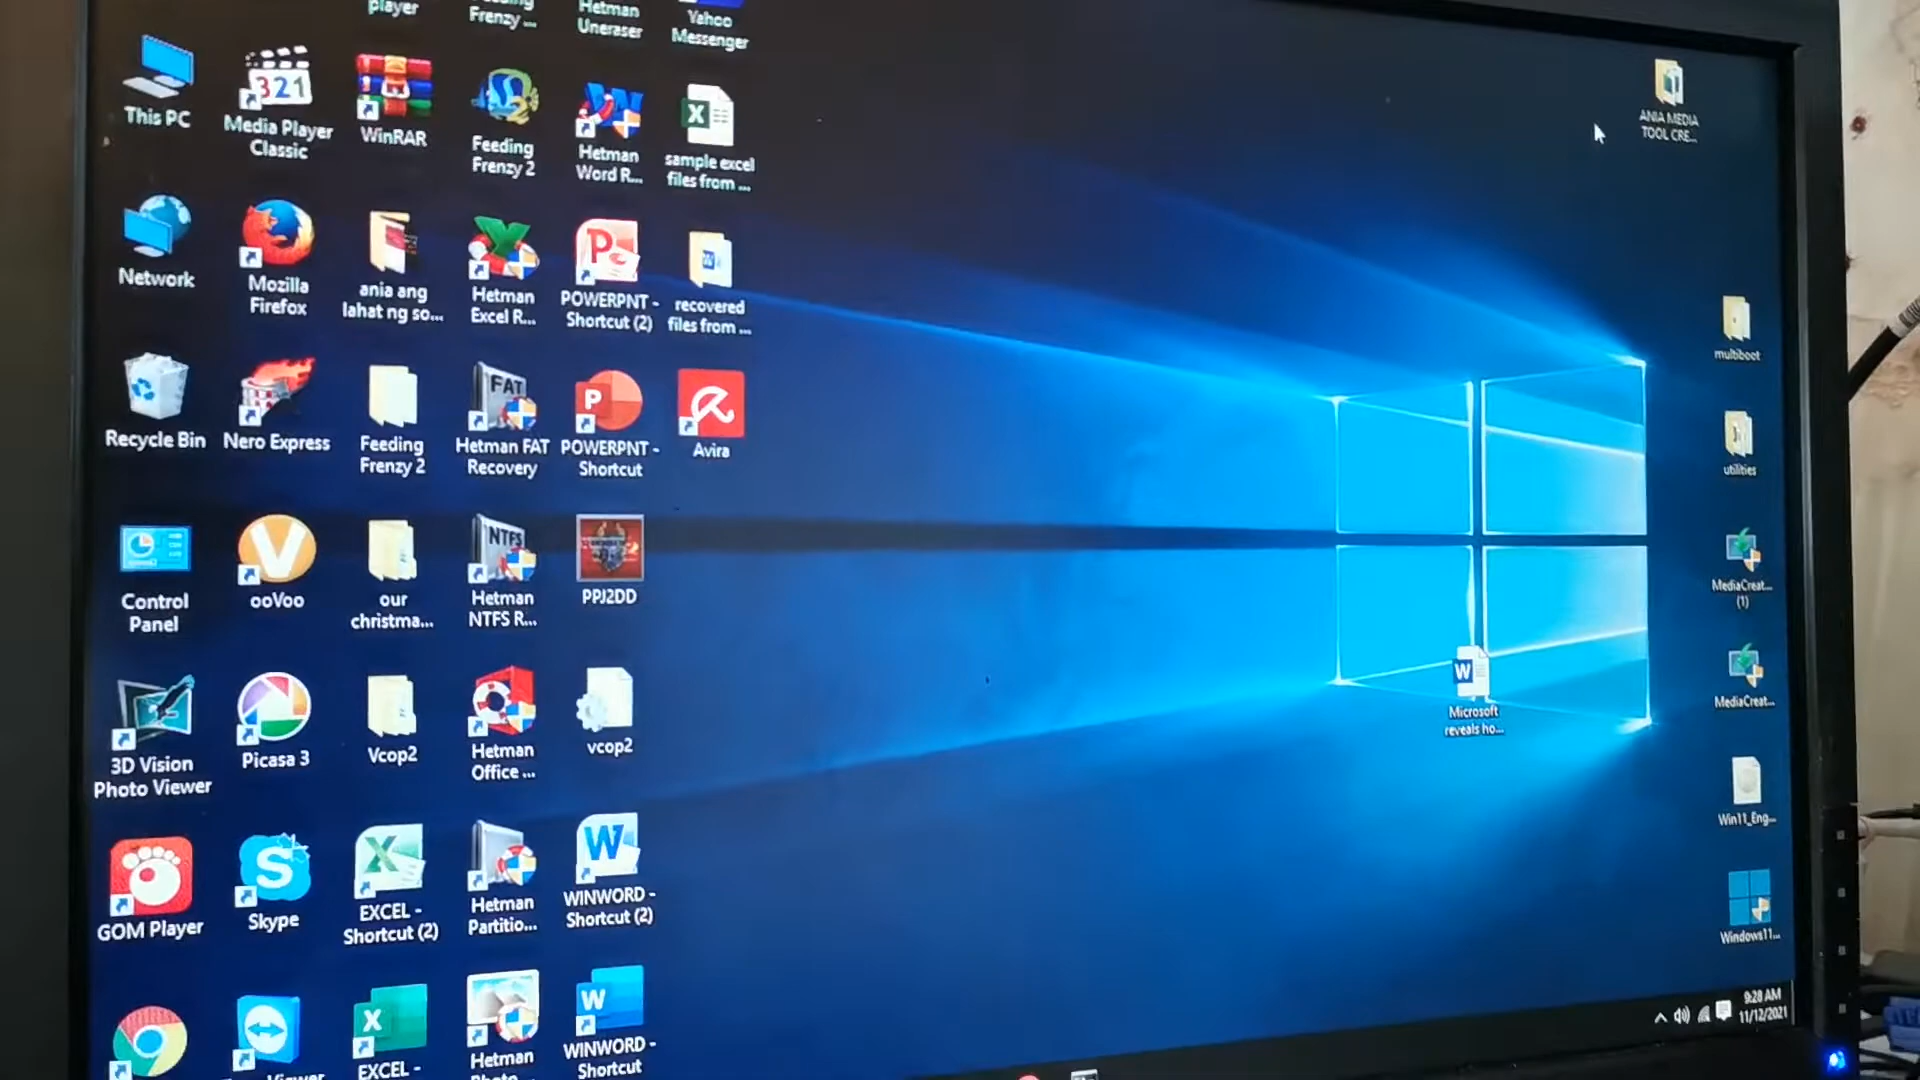 player
Frenzy ...
Hetman
Uneraser
Yahoo
Messenger
This PC
321
Media Player
Classic
WinRAR
2
Feeding
Frenzy 2
Hetman
Word R...
X
sample excel
files from ...
ANIA MEDIA
TOOL CRE...
Network
Mozilla
Firefox
ania ang
lahat ng so...
Hetman
Excel R...
P
POWERPNT -
Shortcut (2)
W
recovered
files from ...
multiboot
Recycle Bin
Nero Express
Feeding
Frenzy 2
FAT
Hetman FAT
Recovery
P
POWERPNT -
Shortcut
Avira
utilities
Control
Panel
V
ooVoo
our
christma...
NTFS
Hetman
NTFS R...
PPJ2DD
MediaCreat...
(1)
3D Vision
Photo Viewer
Picasa 3
Vcop2
Hetman
Office ...
vcop2
W
Microsoft
reveals ho...
MediaCreat...
GOM Player
S
Skype
X
EXCEL -
Shortcut (2)
Hetman
Partitio...
W
WINWORD -
Shortcut (2)
Win11_Eng...
Windows11...
X
EXCEL -
Hetman
W
WINWORD -
Shortcut
9:28 AM
11/12/2021